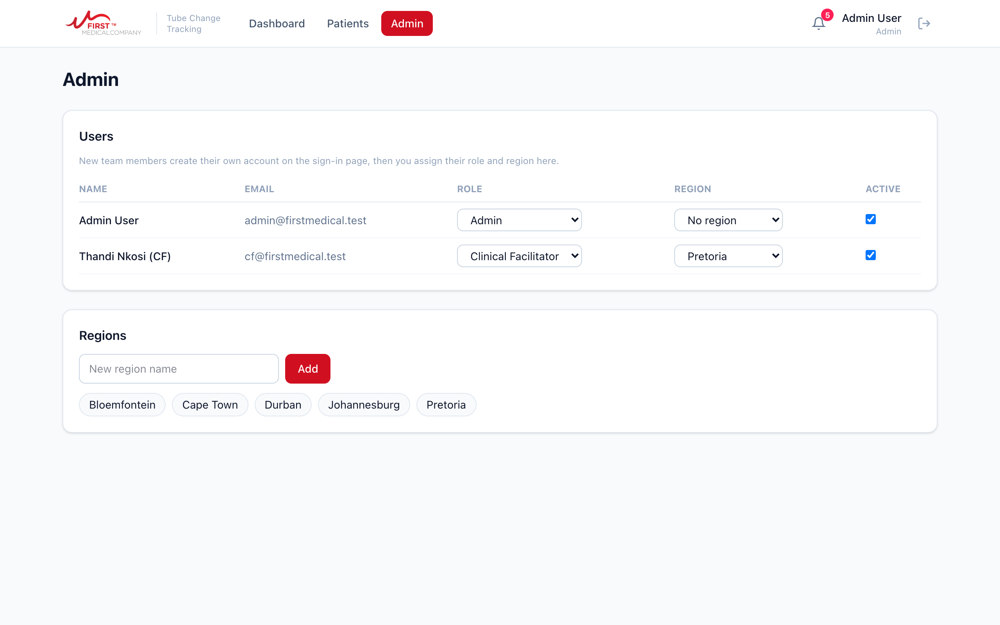 FIRST™
MEDICALCOMPANY
Tube Change
Tracking
Dashboard
Patients
Admin
5
Admin User
Admin
Admin
Users
New team members create their own account on the sign-in page, then you assign their role and region here.
NAME EMAIL ROLE REGION ACTIVE
Admin User admin@firstmedical.test Admin No region
Thandi Nkosi (CF) cf@firstmedical.test Clinical Facilitator Pretoria
Regions
New region name Add
Bloemfontein Cape Town Durban Johannesburg Pretoria